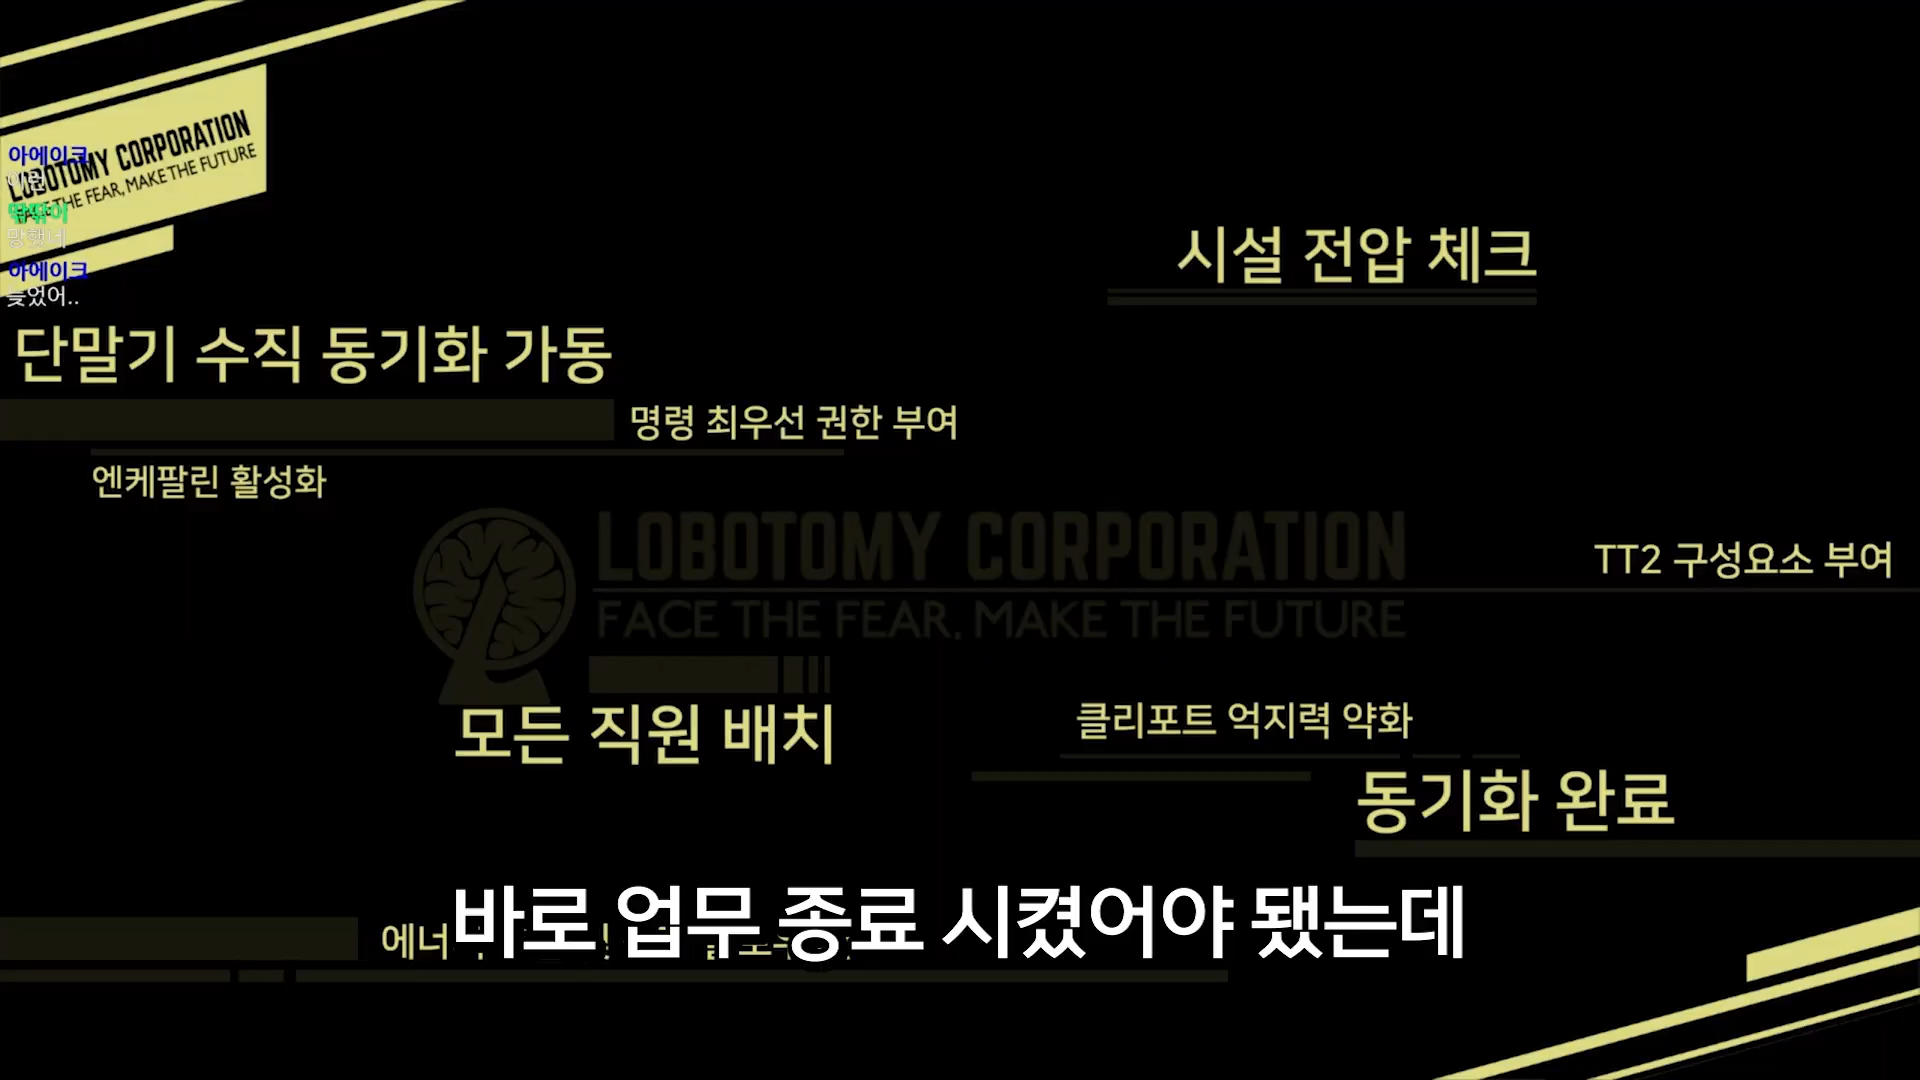 LOBOTOMY CORPORATION
THE FEAR, MAKE THE FUTURE
아에이크
이런
망했네
아에이크
늦었어..
시설 전압 체크
단말기 수직 동기화 가동
명령 최우선 권한 부여
엔케팔린 활성화
LOBOTOMY CORPORATION
FACE THE FEAR, MAKE THE FUTURE
TT2 구성요소 부여
모든 직원 배치
클리포트 억지력 약화
동기화 완료
바로 업무 종료 시켰어야 됐는데